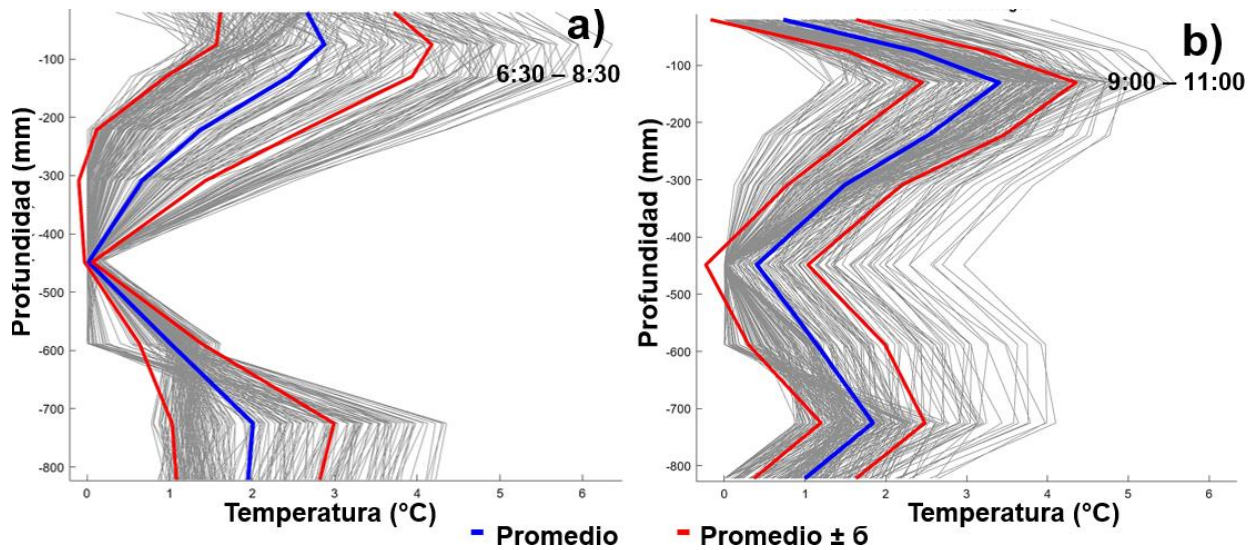 a)
6:30 – 8:30
Profundidad (mm)
-100
-200
-300
-400
-500
-600
-700
-800
0 1 2 3 4 5 6
Temperatura (°C)
b)
9:00 – 11:00
Profundidad (mm)
-100
-200
-300
-400
-500
-600
-700
-800
0 1 2 3 4 5 6
Temperatura (°C)
Promedio
Promedio ± б